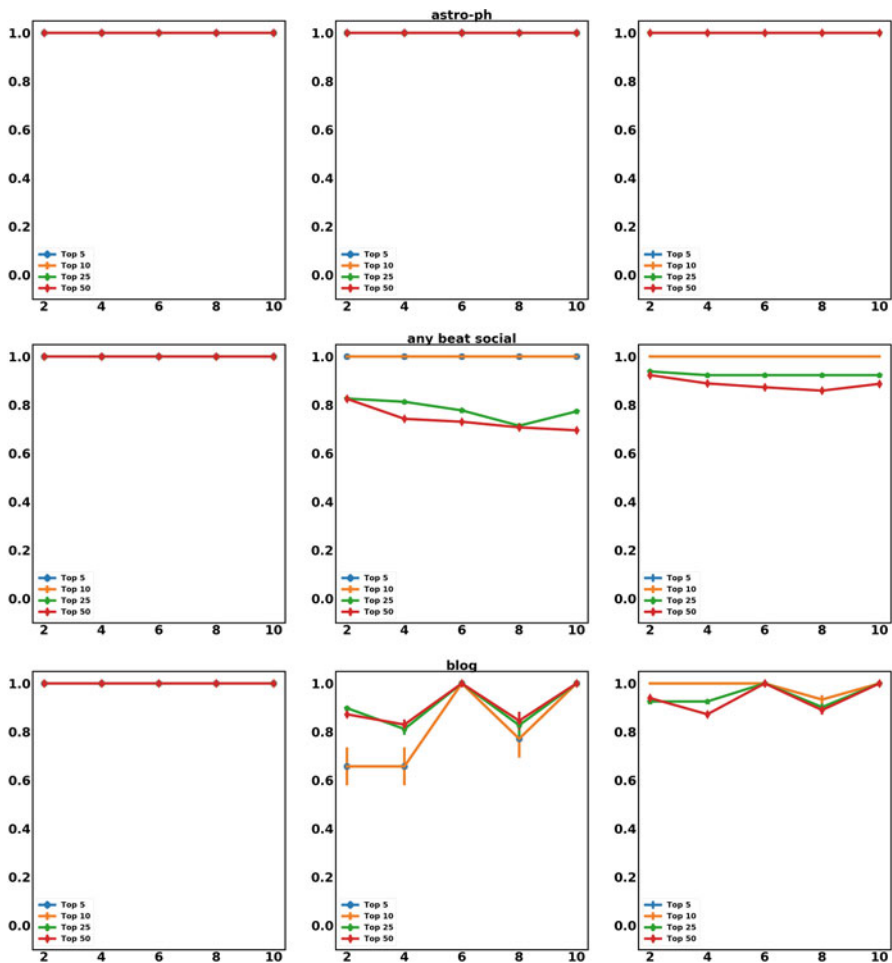 astro-ph
1.0 1.0 1.0
0.8 0.8 0.8
0.6 0.6 0.6
0.4 0.4 0.4
0.2 0.2 0.2
Top 5 Top 5 Top 5
0.0 Top 10 0.0 Top 10 0.0 Top 10
Top 25 Top 25 Top 25
Top 50 Top 50 Top 50
2 4 6 8 10 2 4 6 8 10 2 4 6 8 10
any beat social
1.0 1.0 1.0
0.8 0.8 0.8
0.6 0.6 0.6
0.4 0.4 0.4
0.2 0.2 0.2
Top 5 Top 5 Top 5
0.0 Top 10 0.0 Top 10 0.0 Top 10
Top 25 Top 25 Top 25
Top 50 Top 50 Top 50
2 4 6 8 10 2 4 6 8 10 2 4 6 8 10
blog
1.0 1.0 1.0
0.8 0.8 0.8
0.6 0.6 0.6
0.4 0.4 0.4
0.2 0.2 0.2
Top 5 Top 5 Top 5
0.0 Top 10 0.0 Top 10 0.0 Top 10
Top 25 Top 25 Top 25
Top 50 Top 50 Top 50
2 4 6 8 10 2 4 6 8 10 2 4 6 8 10